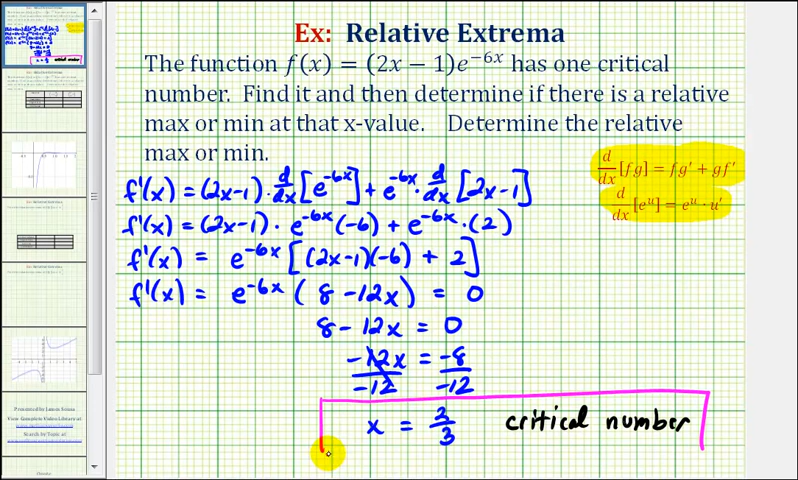 Ex: Relative Extrema
The function f(x) = (2x − 1)e^{−6x} has one critical
number. Find it and then determine if there is a relative
max or min at that x-value. Determine the relative
max or min.
d/dx [fg] = fg' + gf'
d/dx [e^u] = e^u · u'
f'(x) = (2x-1) · d/dx [e^{-6x}] + e^{-6x} · d/dx [2x-1]
f'(x) = (2x-1) · e^{-6x} (-6) + e^{-6x} · (2)
f'(x) = e^{-6x} [(2x-1)(-6) + 2]
f'(x) = e^{-6x} (8 -12x) = 0
8 - 12x = 0
-12x/-12 = -8/-12
x = 2/3 critical number